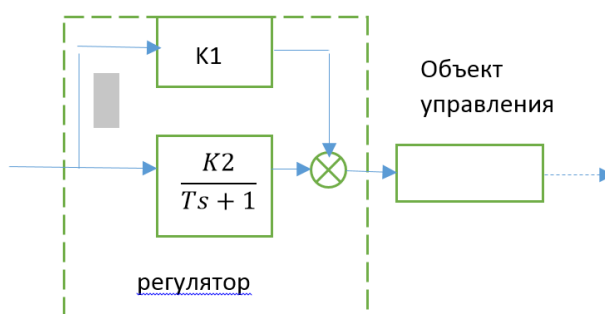 K1
Объект
управления
K2
Ts + 1
регулятор